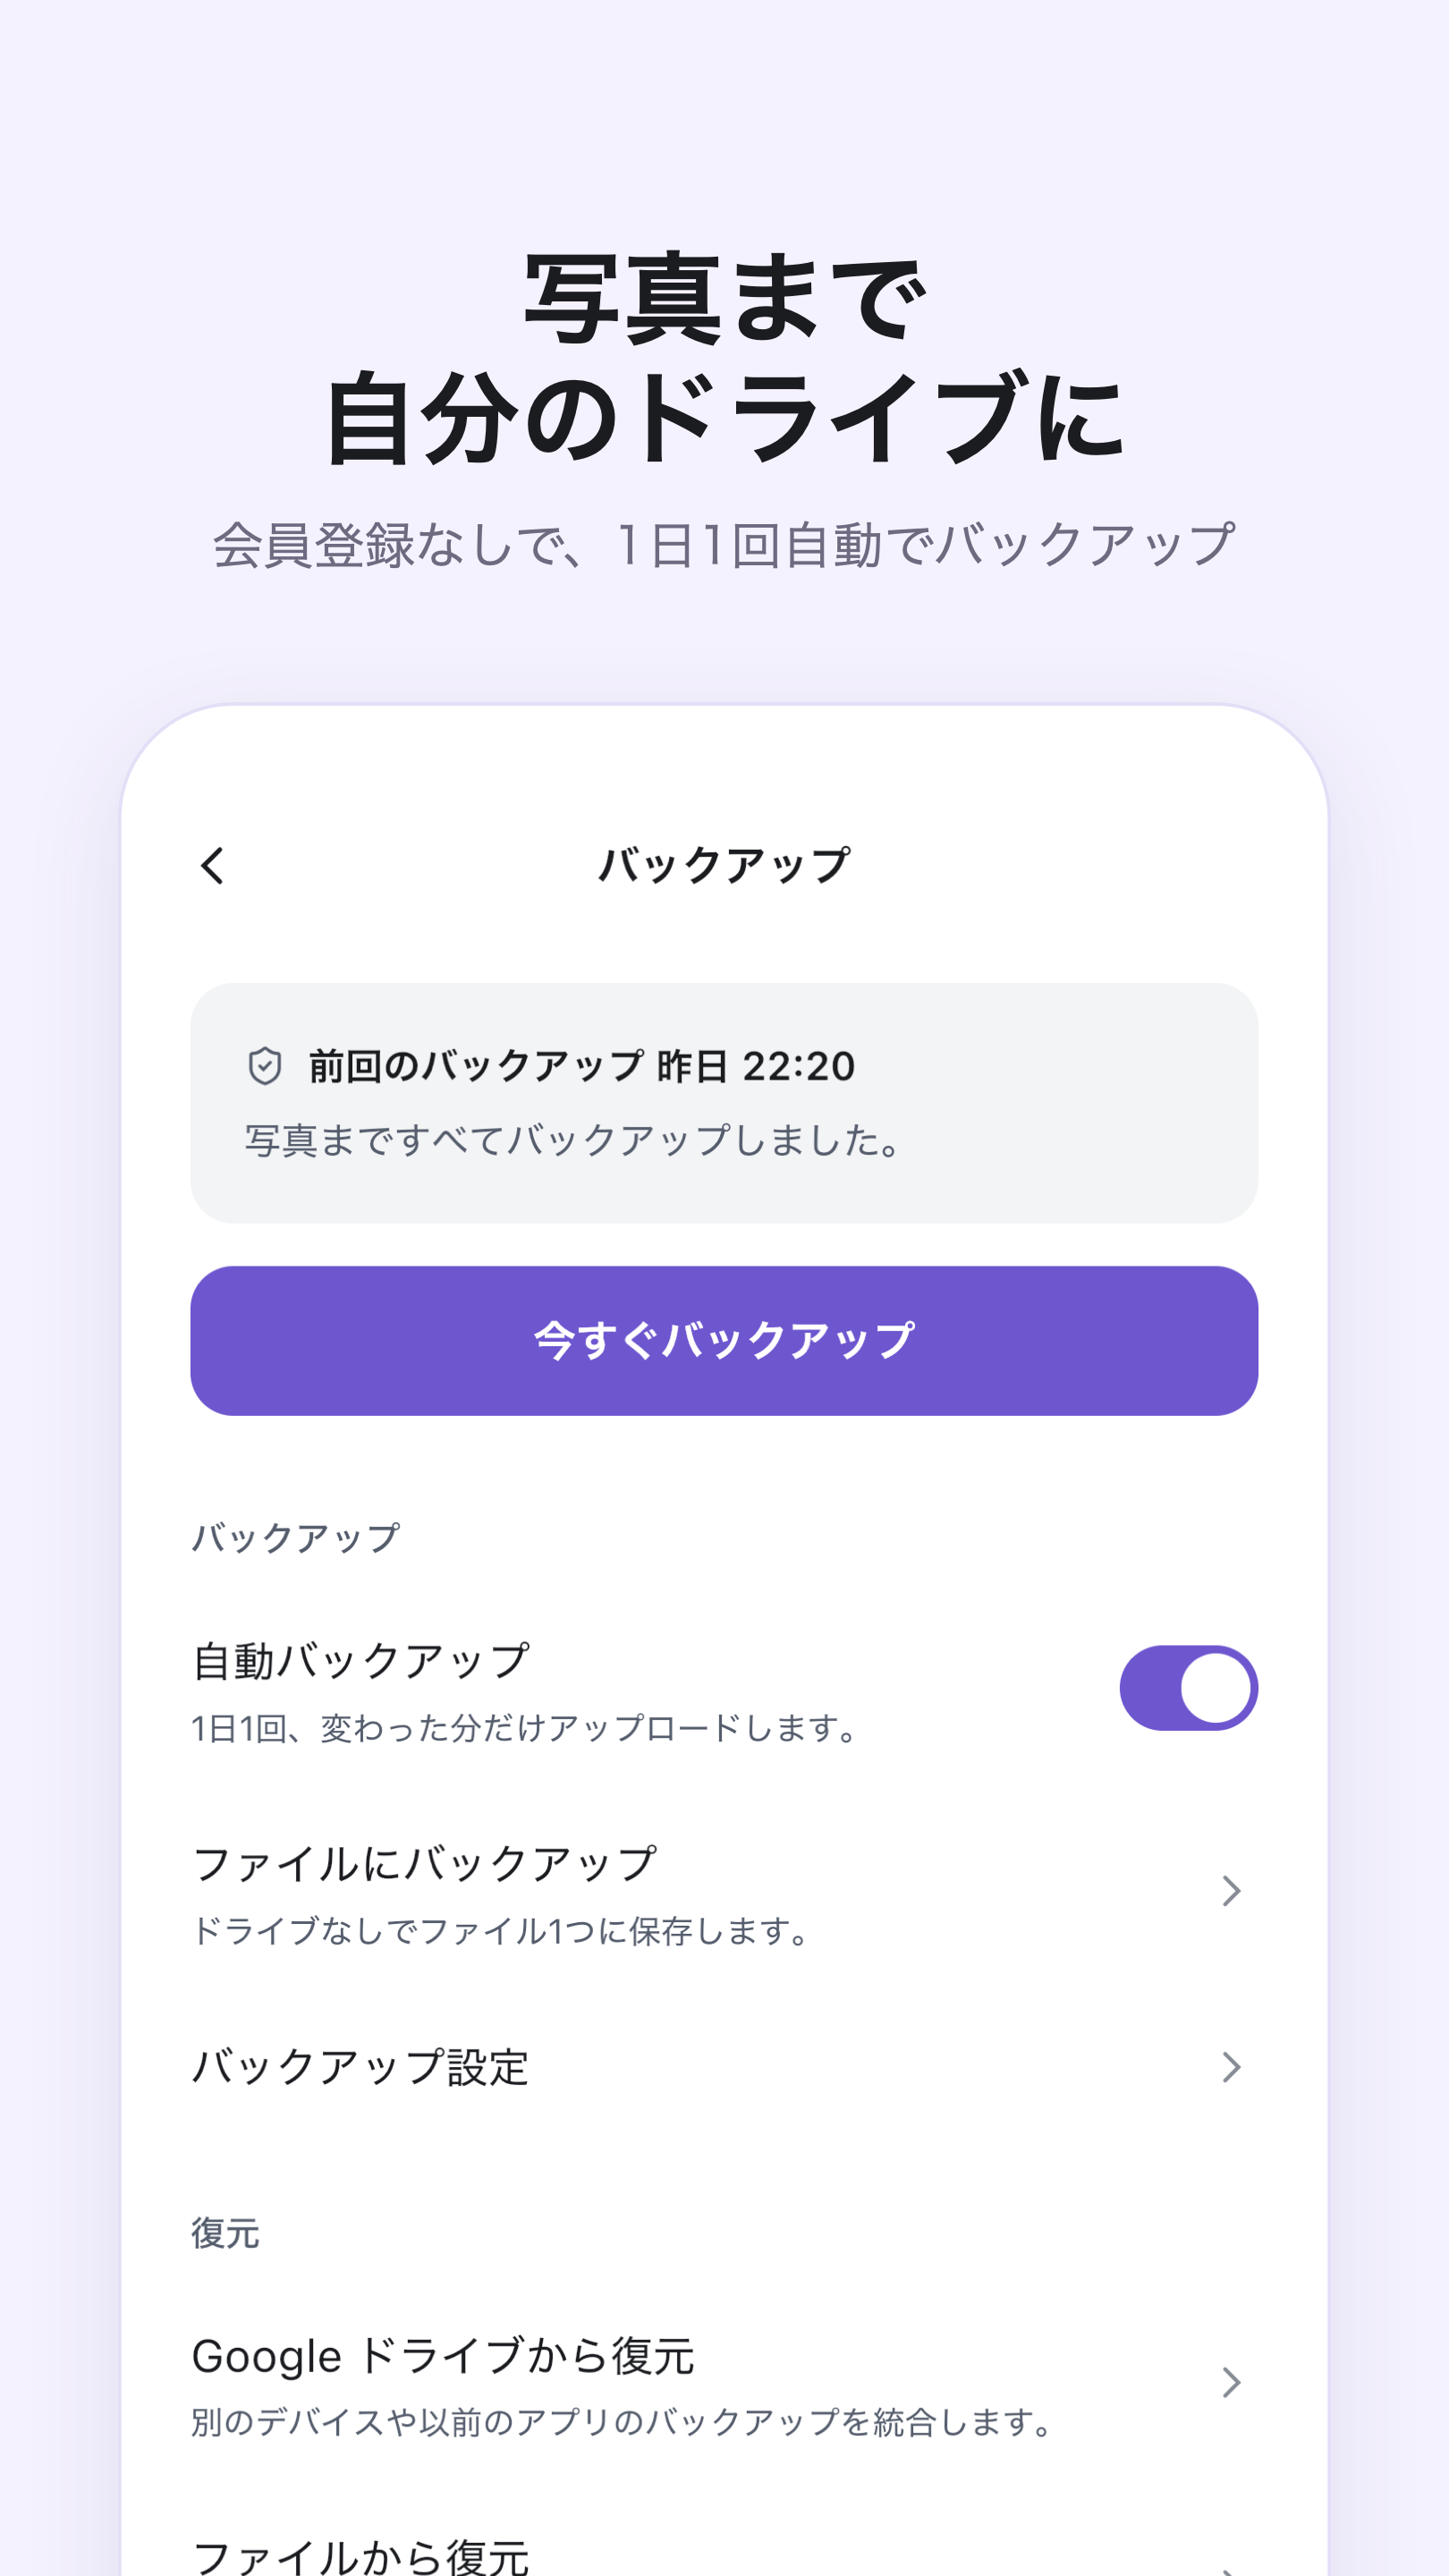 写真まで
自分のドライブに
会員登録なしで、1日1回自動でバックアップ
バックアップ
前回のバックアップ 昨日 22:20
写真まですべてバックアップしました。
今すぐバックアップ
バックアップ
自動バックアップ
1日1回、変わった分だけアップロードします。
ファイルにバックアップ
ドライブなしでファイル1つに保存します。
バックアップ設定
復元
Google ドライブから復元
別のデバイスや以前のアプリのバックアップを統合します。
ファイルから復元